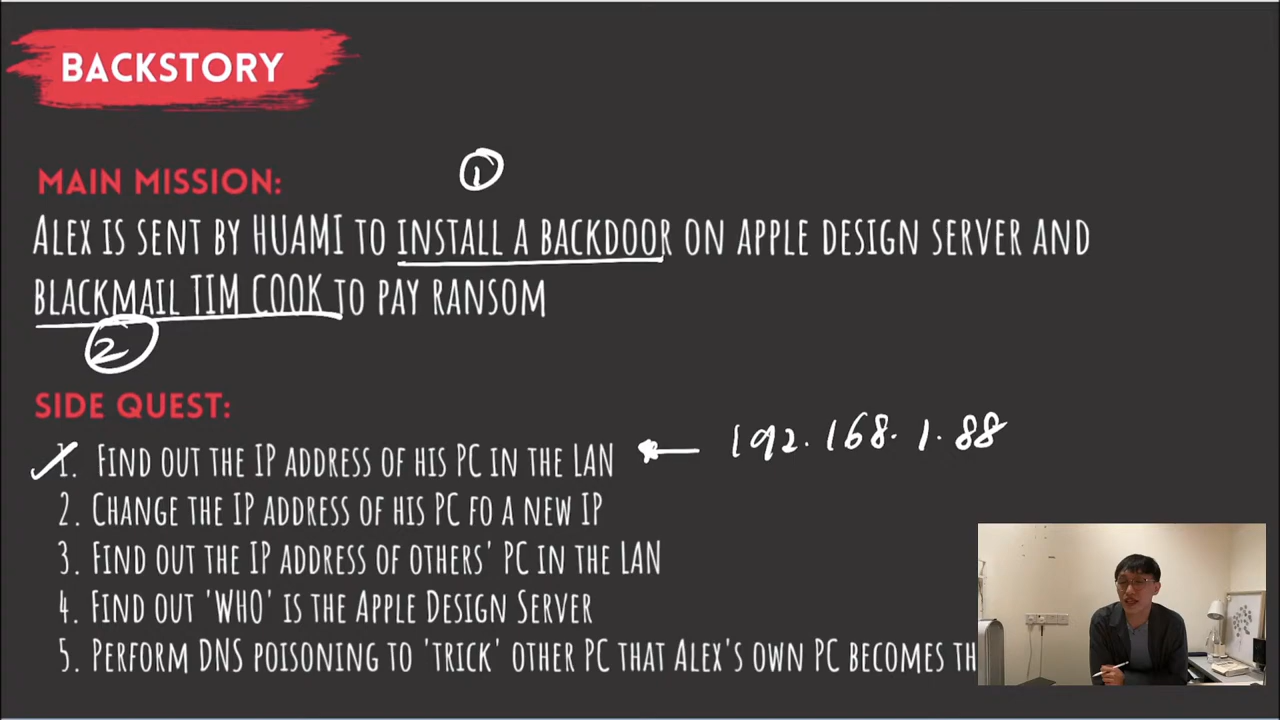 BACKSTORY
①
MAIN MISSION:
ALEX IS SENT BY HUAMI TO INSTALL A BACKDOOR ON APPLE DESIGN SERVER AND
BLACKMAIL TIM COOK TO PAY RANSOM
②
SIDE QUEST:
1. FIND OUT THE IP ADDRESS OF HIS PC IN THE LAN ← 192.168.1.88
2. CHANGE THE IP ADDRESS OF HIS PC FO A NEW IP
3. FIND OUT THE IP ADDRESS OF OTHERS' PC IN THE LAN
4. FIND OUT 'WHO' IS THE APPLE DESIGN SERVER
5. PERFORM DNS POISONING TO 'TRICK' OTHER PC THAT ALEX'S OWN PC BECOMES TH